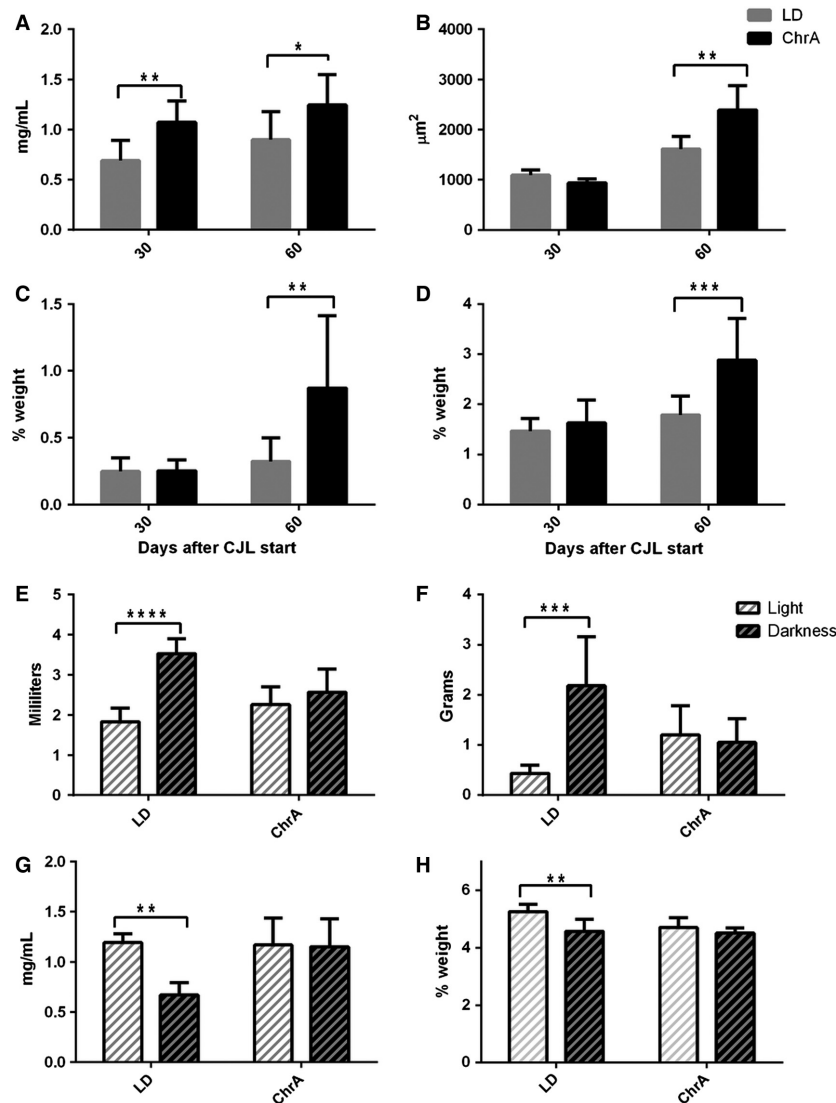 A
2.0
1.5
1.0
0.5
0.0
mg/mL
**
*
30
60
B
4000
3000
2000
1000
0
µm2
**
30
60
LD
ChrA
C
1.5
1.0
0.5
0.0
% weight
**
30
60
Days after CJL start
D
4
3
2
1
0
% weight
***
30
60
Days after CJL start
E
5
4
3
2
1
0
Mililiters
****
LD
ChrA
F
4
3
2
1
0
Grams
***
LD
ChrA
Light
Darkness
G
2.0
1.5
1.0
0.5
0.0
mg/mL
**
LD
ChrA
H
6
4
2
0
% weight
**
LD
ChrA